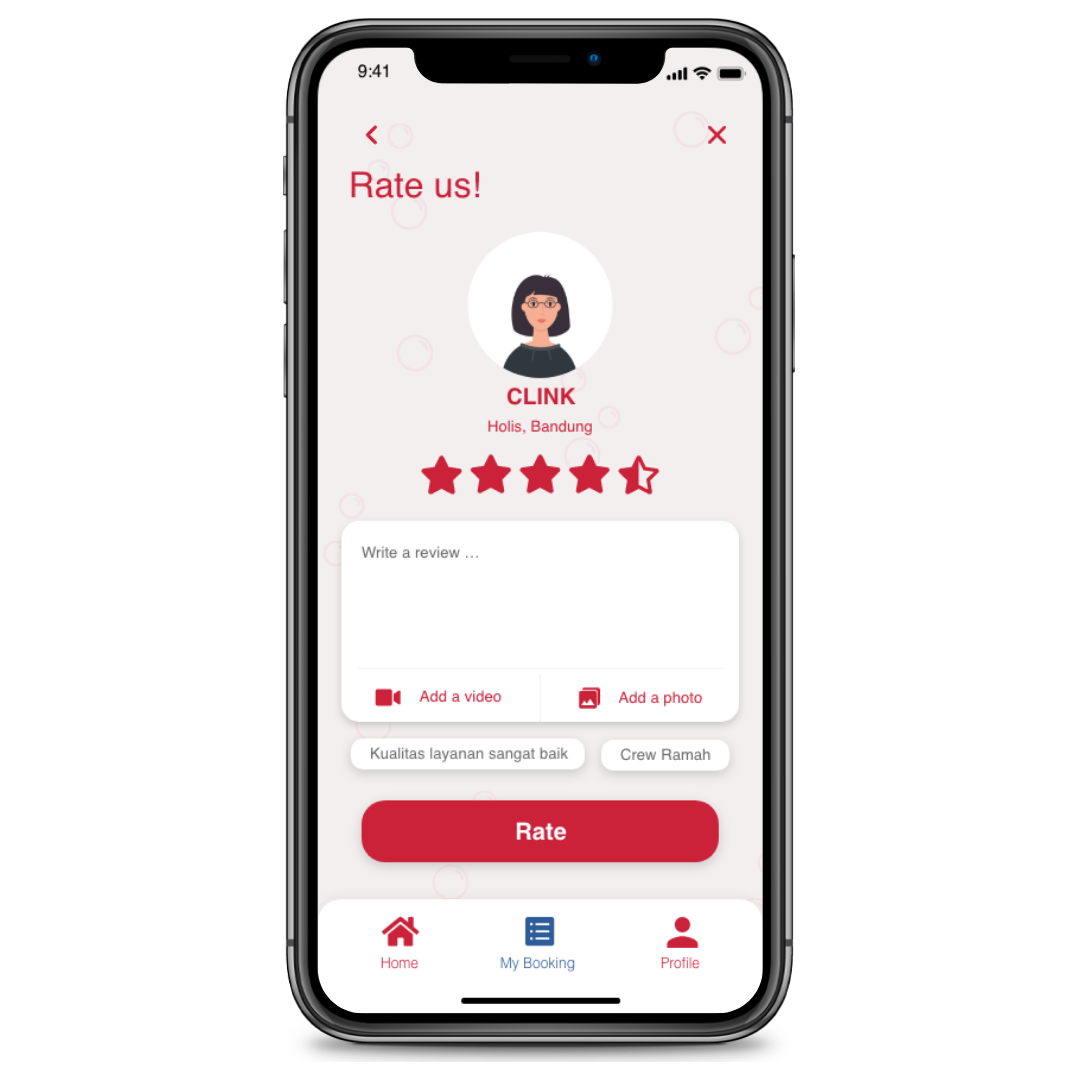 9:41
Rate us!
CLINK
Holis, Bandung
Write a review ...
Add a video
Add a photo
Kualitas layanan sangat baik
Crew Ramah
Rate
Home
My Booking
Profile